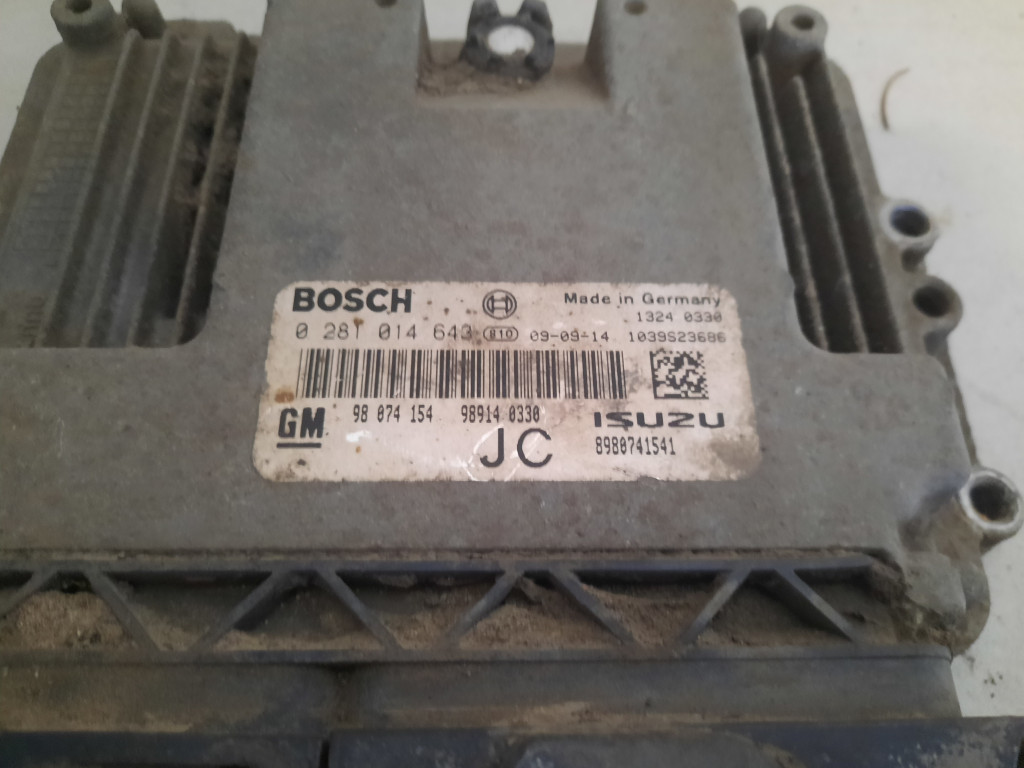 BOSCH Made in Germany
1324 0330
0 281 014 643 810 09-09-14 1039S23686
GM 98 074 154 98914 0330 ISUZU
JC 8980741541